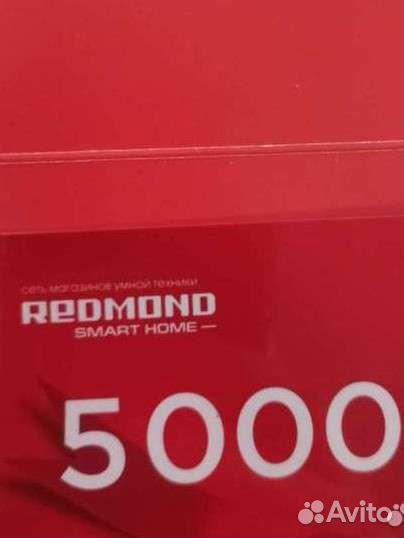 сеть магазинов умной техники
REDMOND
SMART HOME —
5000
Avito